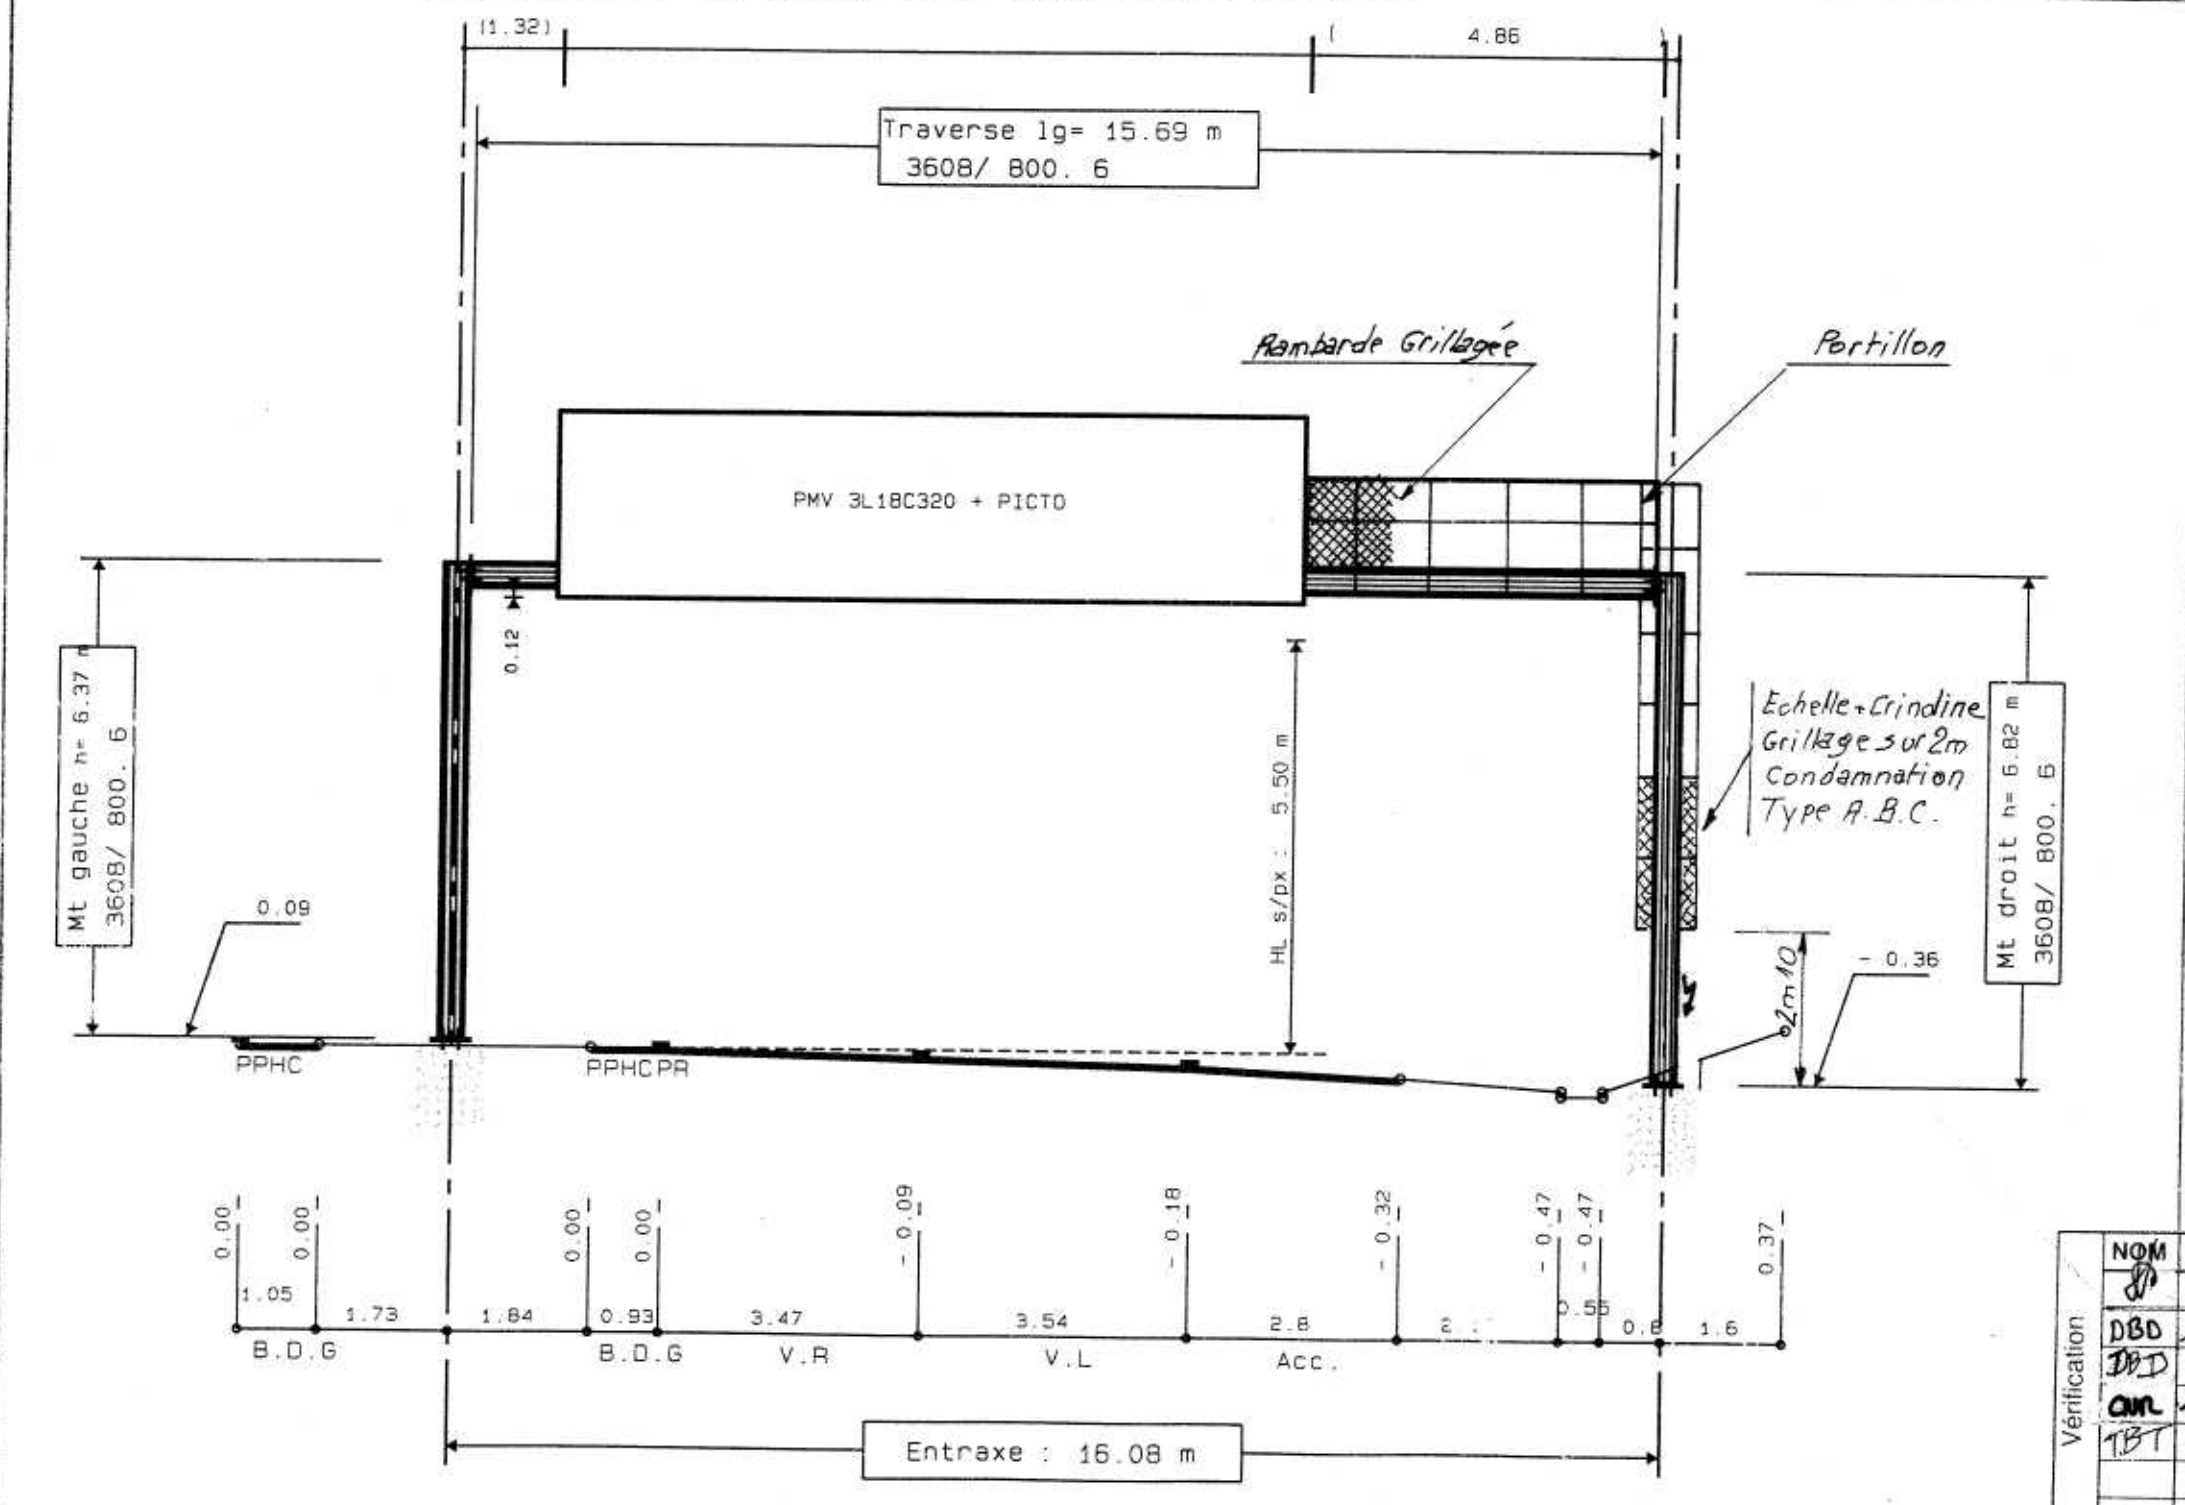 (1.32)
( 4.86 )
Traverse lg= 15.69 m
3608/ 800. 6
Rambarde Grillagée
Portillon
PMV 3L18C320 + PICTO
0.12
Mt gauche h= 6.37 m
3608/ 800. 6
HL s/px : 5.50 m
Echelle+Crinoline
Grillage sur 2m
Condamnation
Type A.B.C.
Mt droit h= 6.82 m
3608/ 800. 6
0.09
- 0.36
2m10
PPHC
PPHCPR
0.00
0.00
0.00
0.00
- 0.09
- 0.18
- 0.32
- 0.47
- 0.47
0.37
1.05
1.73
1.84
0.93
3.47
3.54
2.8
0.8
1.6
B.D.G
B.D.G
V.R
V.L
Acc.
Entraxe : 16.08 m
Vérification
NOM
DBD
DBD
TBT